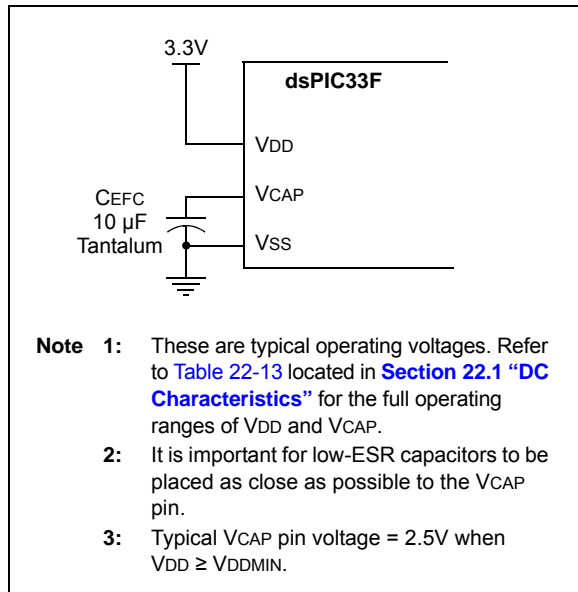 3.3V
dsPIC33F
VDD
VCAP
CEFC
10 µF
Tantalum
VSS
Note 1: These are typical operating voltages. Refer
to Table 22-13 located in Section 22.1 “DC
Characteristics” for the full operating
ranges of VDD and VCAP.
2: It is important for low-ESR capacitors to be
placed as close as possible to the VCAP
pin.
3: Typical VCAP pin voltage = 2.5V when
VDD ≥ VDDMIN.